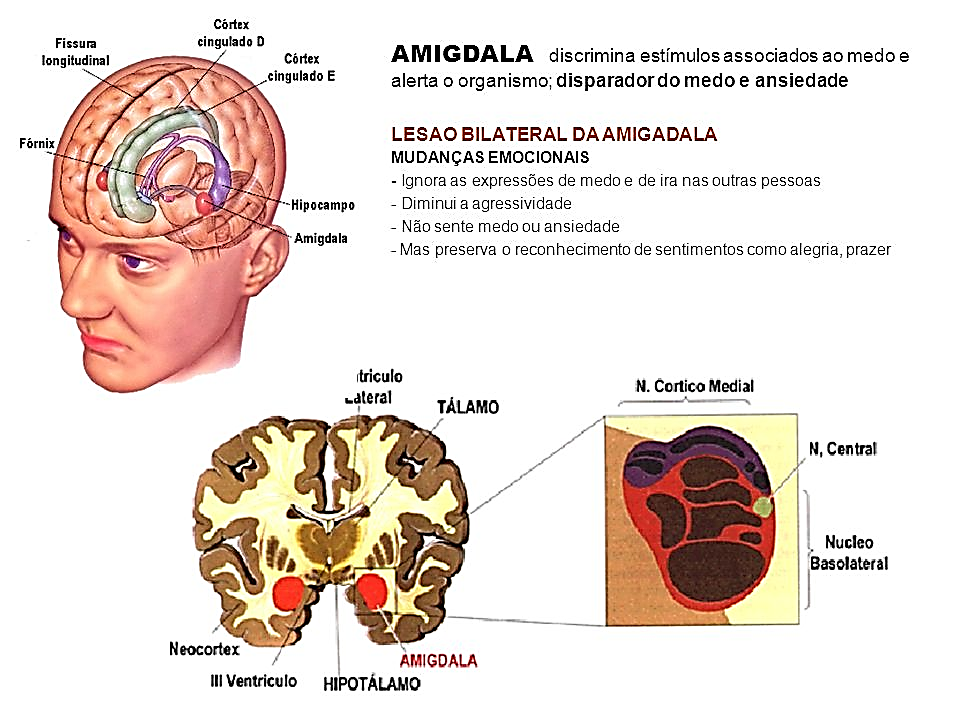 Córtex
cingulado D
Fissura
longitudinal
Córtex
cingulado E
Fórnix
Hipocampo
Amigdala
AMIGDALA discrimina estímulos associados ao medo e
alerta o organismo; disparador do medo e ansiedade
LESAO BILATERAL DA AMIGADALA
MUDANÇAS EMOCIONAIS
- Ignora as expressões de medo e de ira nas outras pessoas
- Diminui a agressividade
- Não sente medo ou ansiedade
- Mas preserva o reconhecimento de sentimentos como alegria, prazer
ntriculo
Lateral
TÁLAMO
N. Cortico Medial
N, Central
Nucleo
Basolateral
Neocortex
III Ventriculo
HIPOTÁLAMO
AMIGDALA